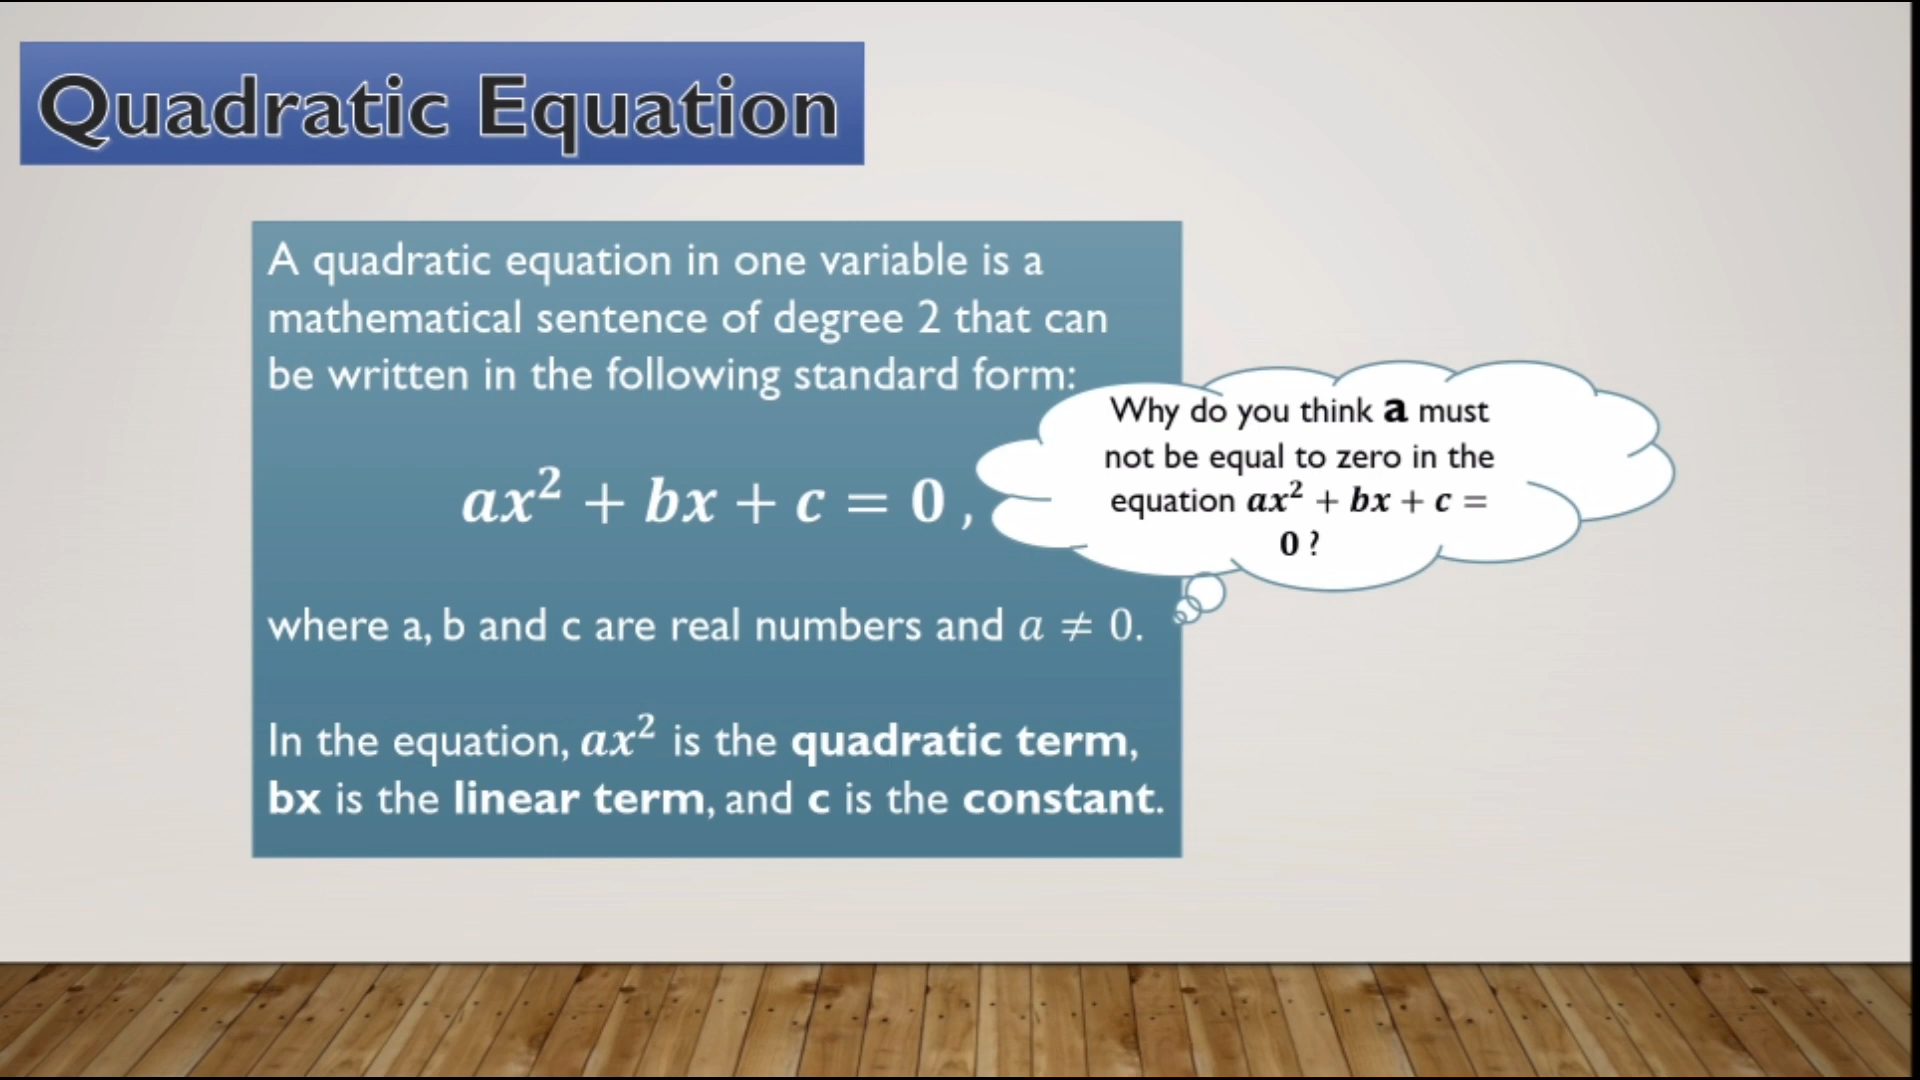 Quadratic Equation
A quadratic equation in one variable is a
mathematical sentence of degree 2 that can
be written in the following standard form:
ax² + bx + c = 0 ,
where a, b and c are real numbers and a ≠ 0.
In the equation, ax² is the quadratic term,
bx is the linear term, and c is the constant.
Why do you think a must
not be equal to zero in the
equation ax² + bx + c =
0 ?